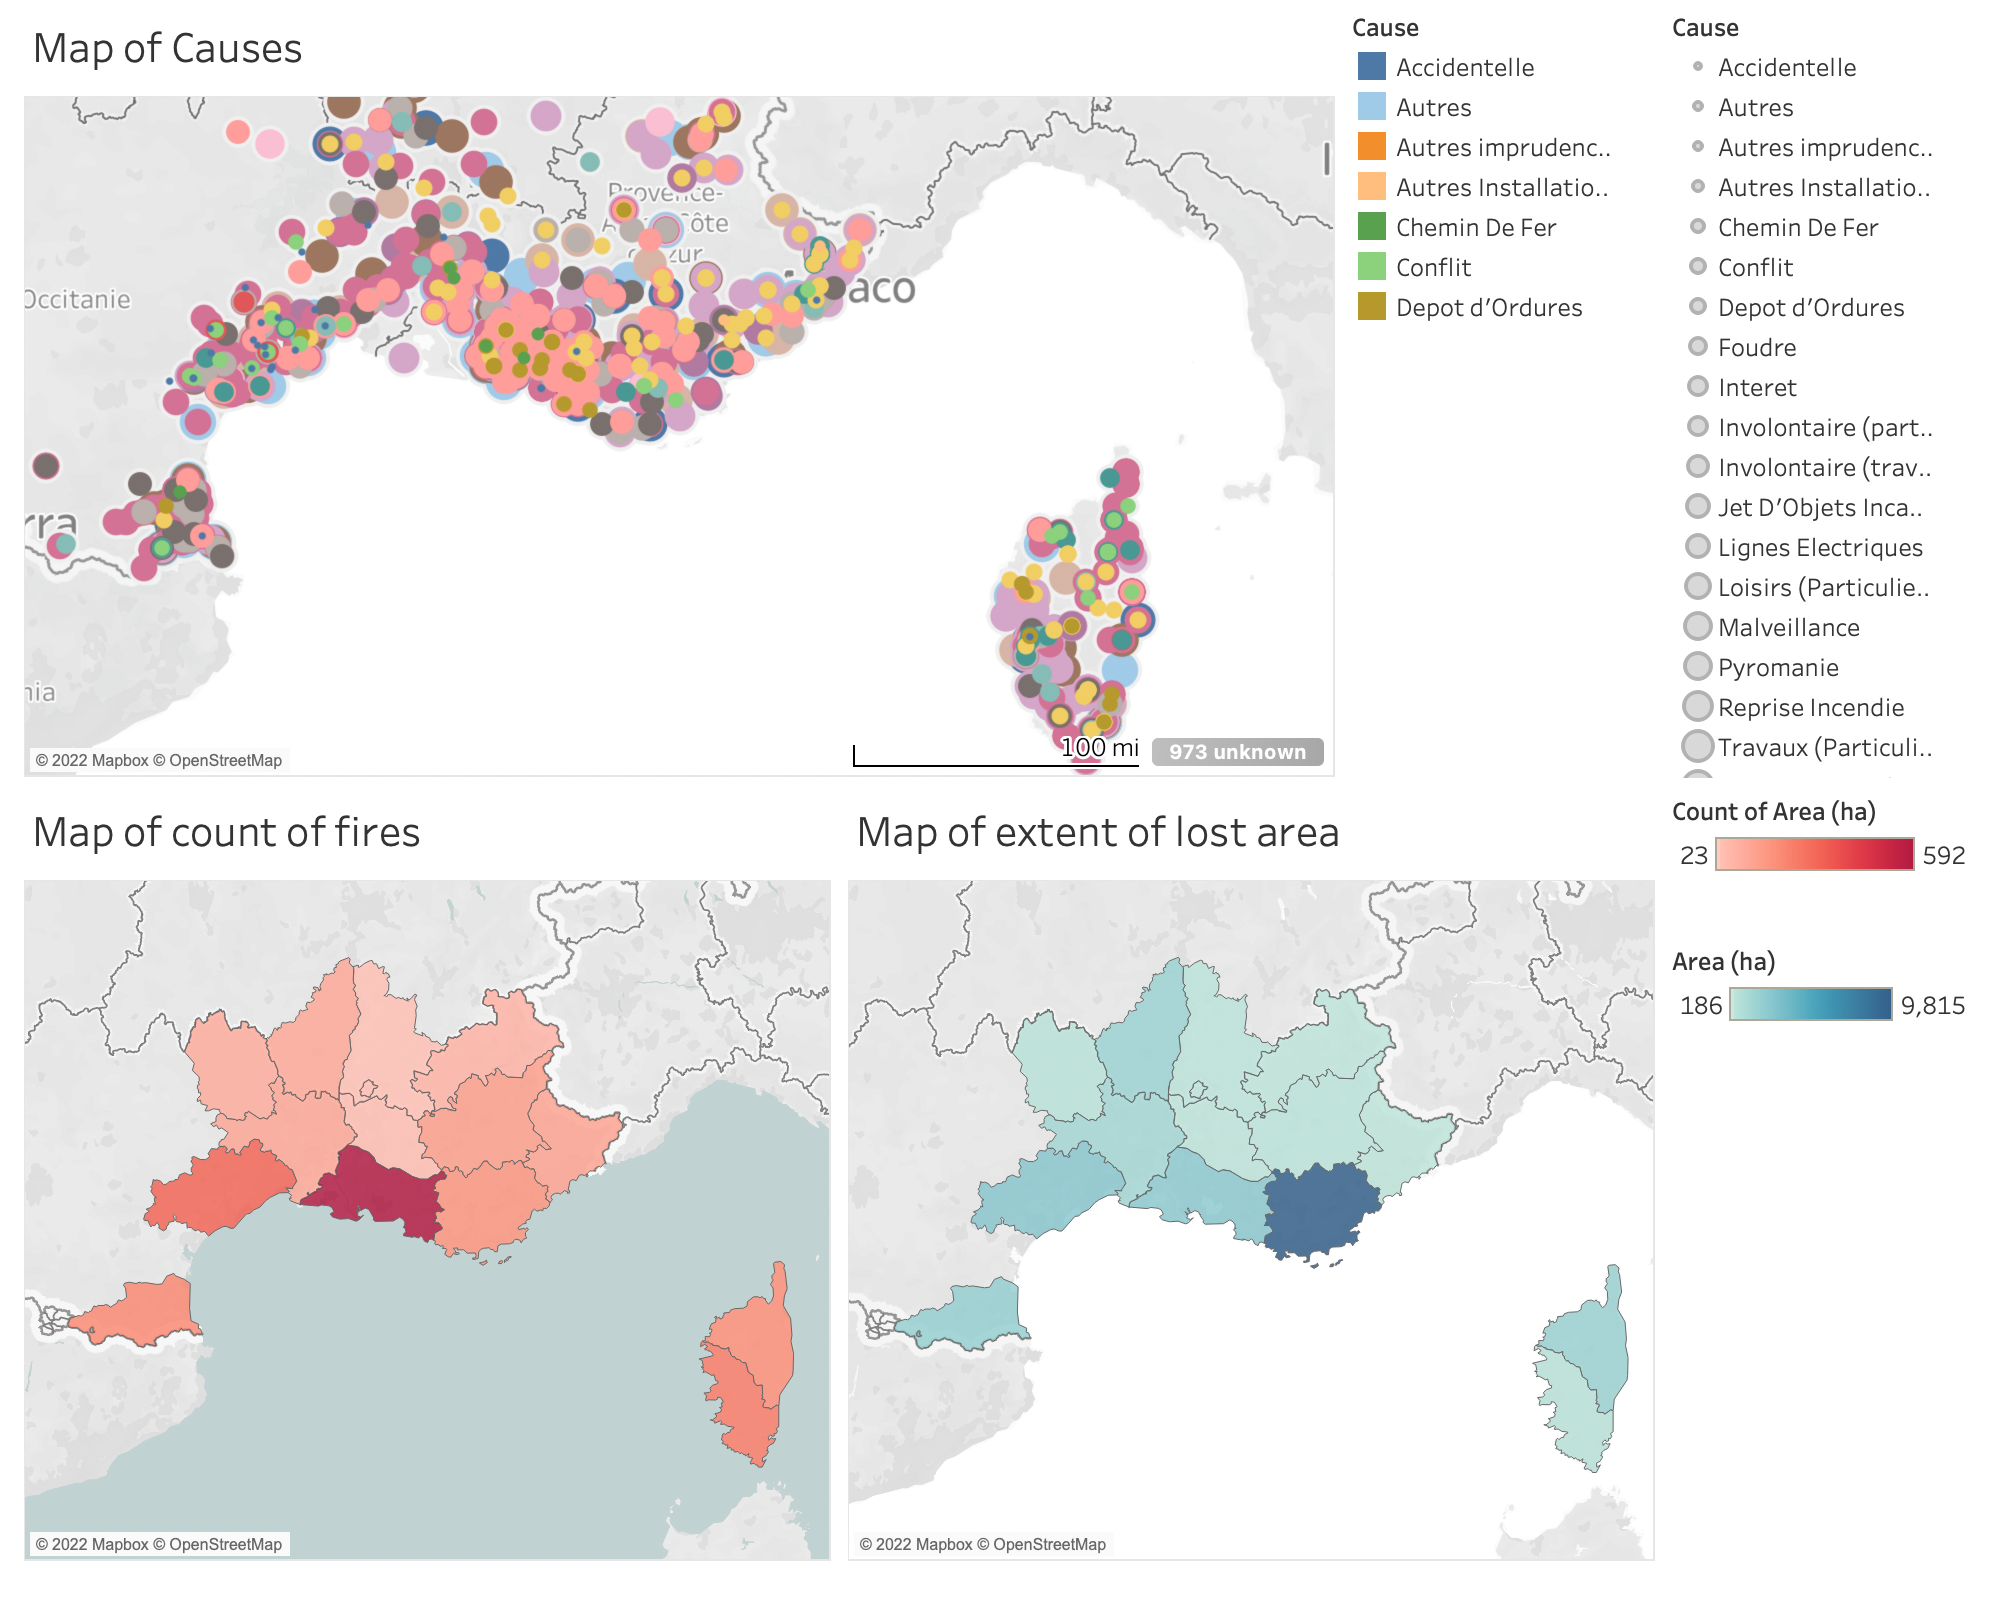 Map of Causes
Occitanie
Provence-
Côte
aco
rra
nia
© 2022 Mapbox © OpenStreetMap
100 mi
973 unknown
Cause
Accidentelle
Autres
Autres imprudenc..
Autres Installatio..
Chemin De Fer
Conflit
Depot d'Ordures
Cause
Accidentelle
Autres
Autres imprudenc..
Autres Installatio..
Chemin De Fer
Conflit
Depot d'Ordures
Foudre
Interet
Involontaire (part..
Involontaire (trav..
Jet D'Objets Inca..
Lignes Electriques
Loisirs (Particulie..
Malveillance
Pyromanie
Reprise Incendie
Travaux (Particuli..
Map of count of fires
© 2022 Mapbox © OpenStreetMap
Map of extent of lost area
© 2022 Mapbox © OpenStreetMap
Count of Area (ha)
23 592
Area (ha)
186 9,815